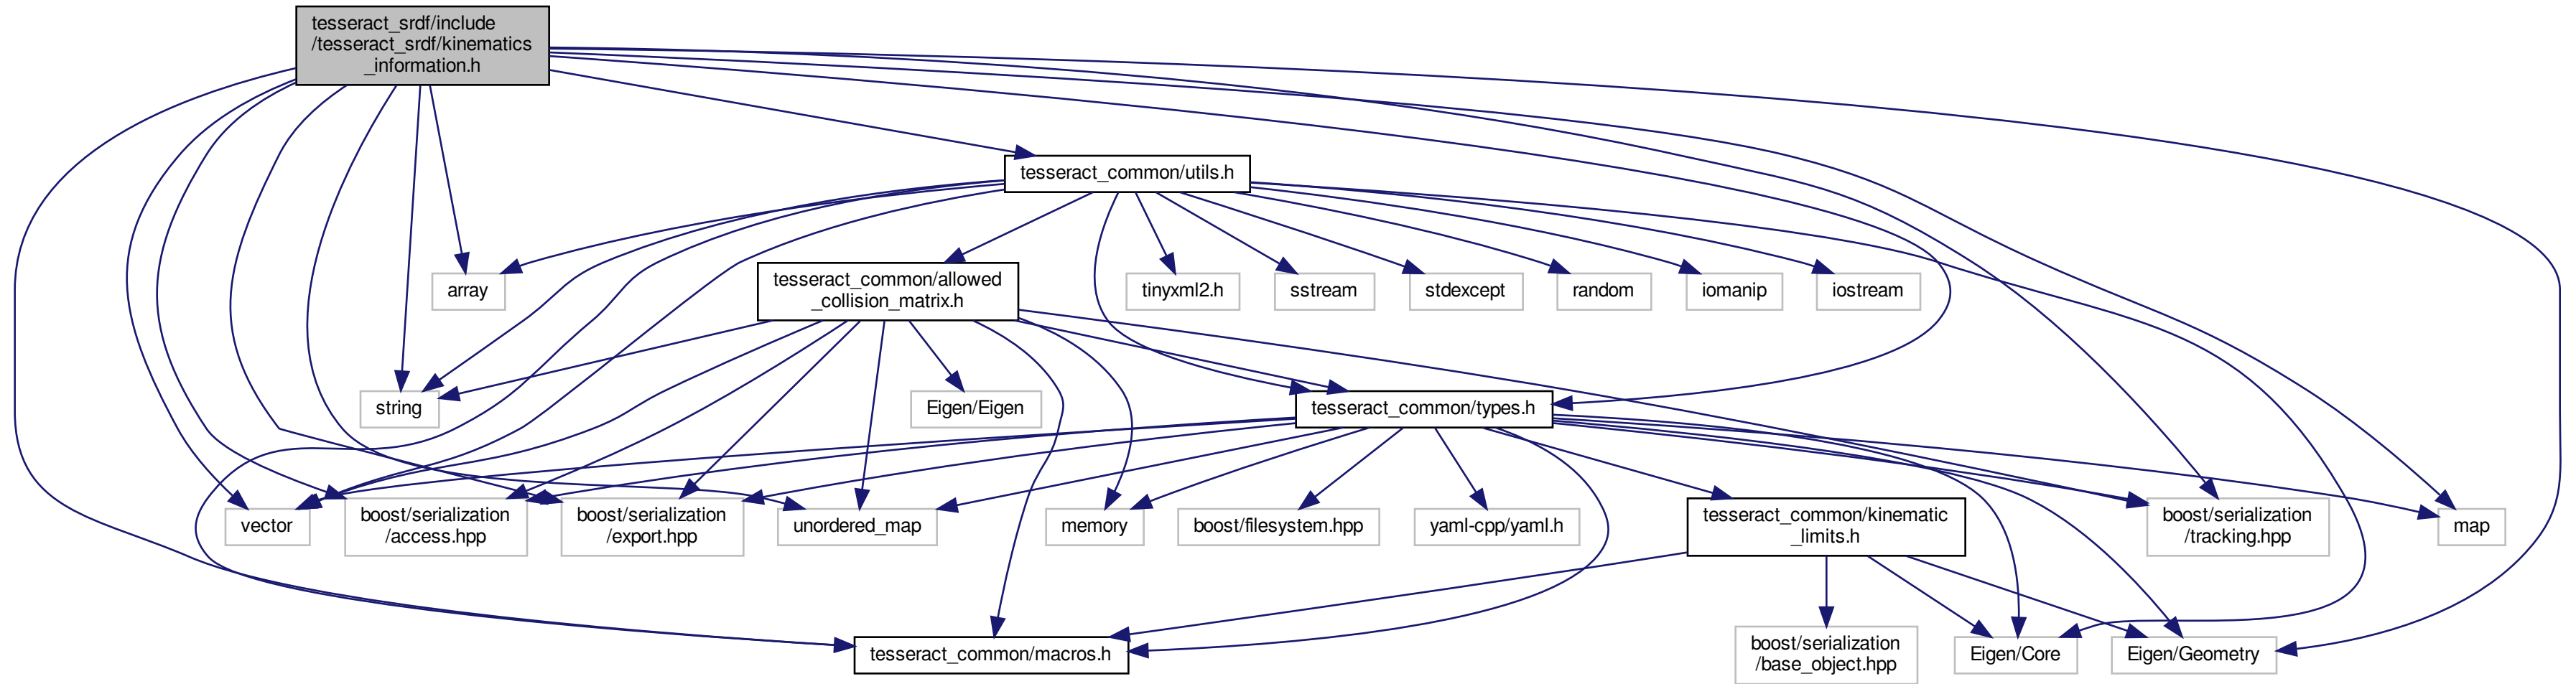 tesseract_srdf/include
/tesseract_srdf/kinematics
_information.h
tesseract_common/utils.h
array
tesseract_common/allowed
_collision_matrix.h
tinyxml2.h
sstream
stdexcept
random
iomanip
iostream
string
Eigen/Eigen
tesseract_common/types.h
vector
boost/serialization
/access.hpp
boost/serialization
/export.hpp
unordered_map
memory
boost/filesystem.hpp
yaml-cpp/yaml.h
tesseract_common/kinematic
_limits.h
boost/serialization
/tracking.hpp
map
tesseract_common/macros.h
boost/serialization
/base_object.hpp
Eigen/Core
Eigen/Geometry